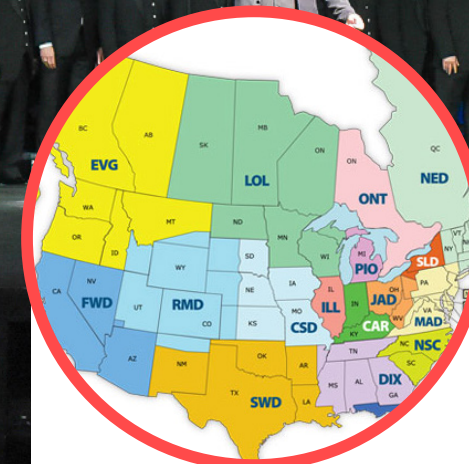 BC
AB
SK
MB
ON
ON
QC
EVG
LOL
ONT
NED
WA
OR
ID
MT
ND
MN
WI
MI
PIO
NY
VT
SLD
SD
WY
NE
IA
IL
IN
OH
PA
CA
NV
FWD
UT
RMD
CO
KS
MO
CSD
ILL
JAD
CAR
KY
WV
VA
MAD
NC
NSC
SC
AZ
NM
OK
AR
TN
TX
SWD
LA
MS
AL
DIX
GA